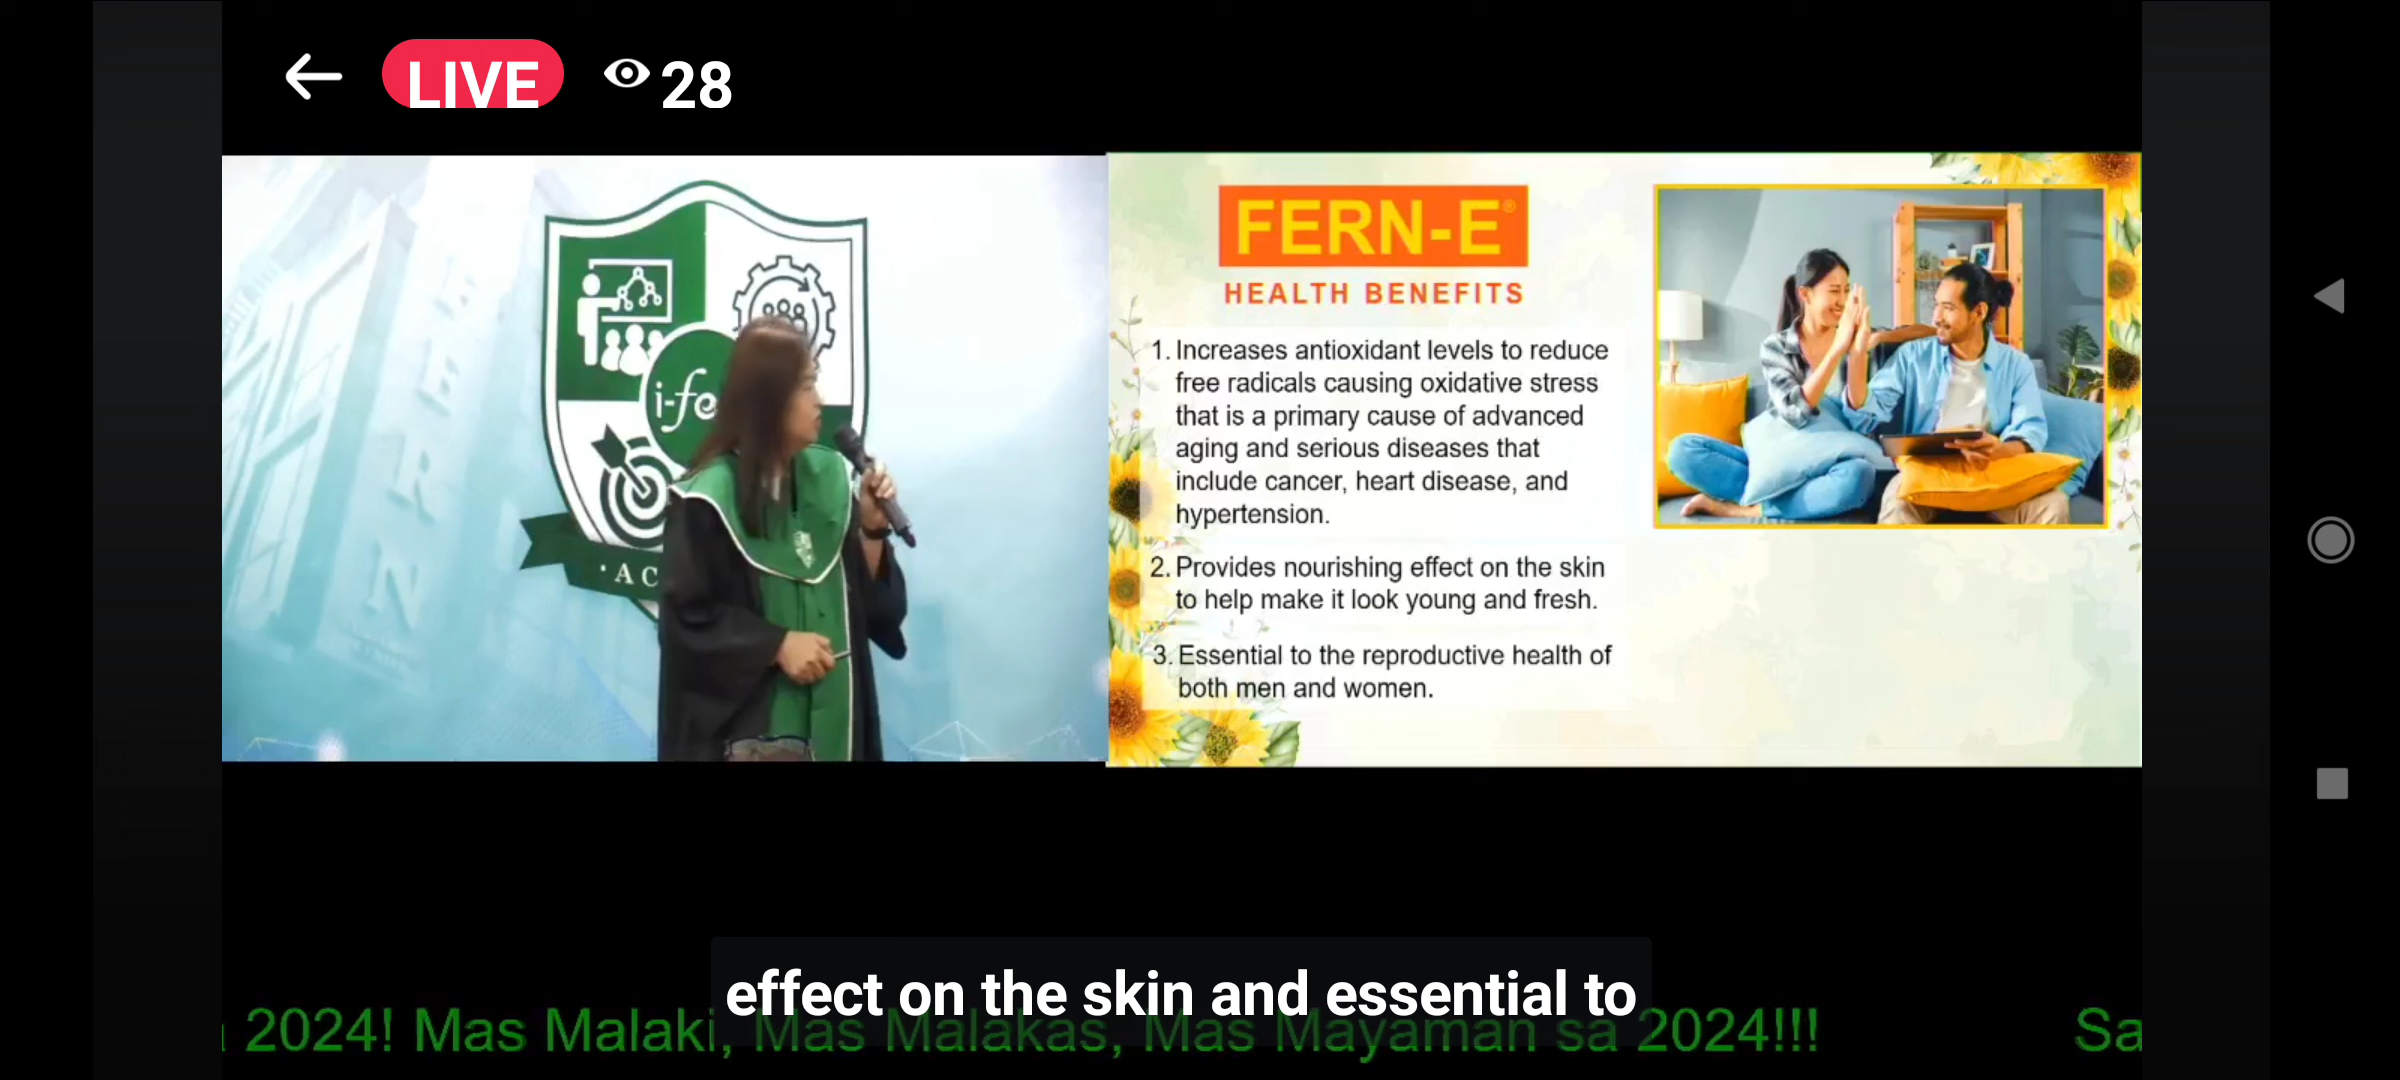 LIVE 28
i-fe
· AC
FERN-E®
HEALTH BENEFITS
1. Increases antioxidant levels to reduce
free radicals causing oxidative stress
that is a primary cause of advanced
aging and serious diseases that
include cancer, heart disease, and
hypertension.
2. Provides nourishing effect on the skin
to help make it look young and fresh.
3. Essential to the reproductive health of
both men and women.
effect on the skin and essential to
2024! Mas Malaki, Mas Malakas, Mas Mayaman sa 2024!!! Sa